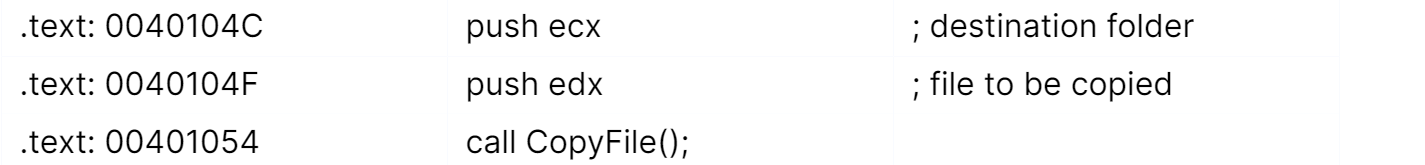 .text: 0040104C push ecx ; destination folder
.text: 0040104F push edx ; file to be copied
.text: 00401054 call CopyFile();